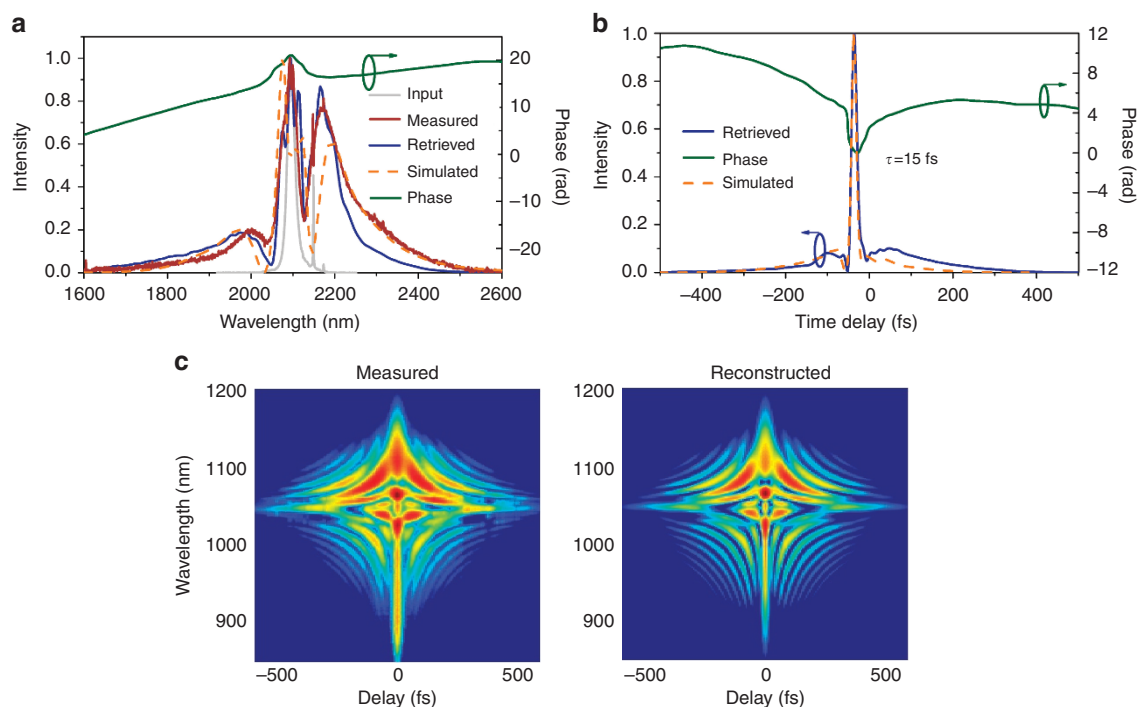 a
1.0
0.8
0.6
0.4
0.2
0.0
Intensity
1600
1800
2000
2200
2400
2600
Wavelength (nm)
20
10
0
−10
−20
Phase (rad)
Input
Measured
Retrieved
Simulated
Phase
b
1.0
0.8
0.6
0.4
0.2
0.0
Intensity
−400
−200
0
200
400
Time delay (fs)
12
8
4
0
−4
−8
−12
Phase (rad)
Retrieved
Phase
Simulated
τ=15 fs
c
Measured
1200
1100
1000
900
Wavelength (nm)
−500
0
500
Delay (fs)
Reconstructed
1200
1100
1000
900
−500
0
500
Delay (fs)